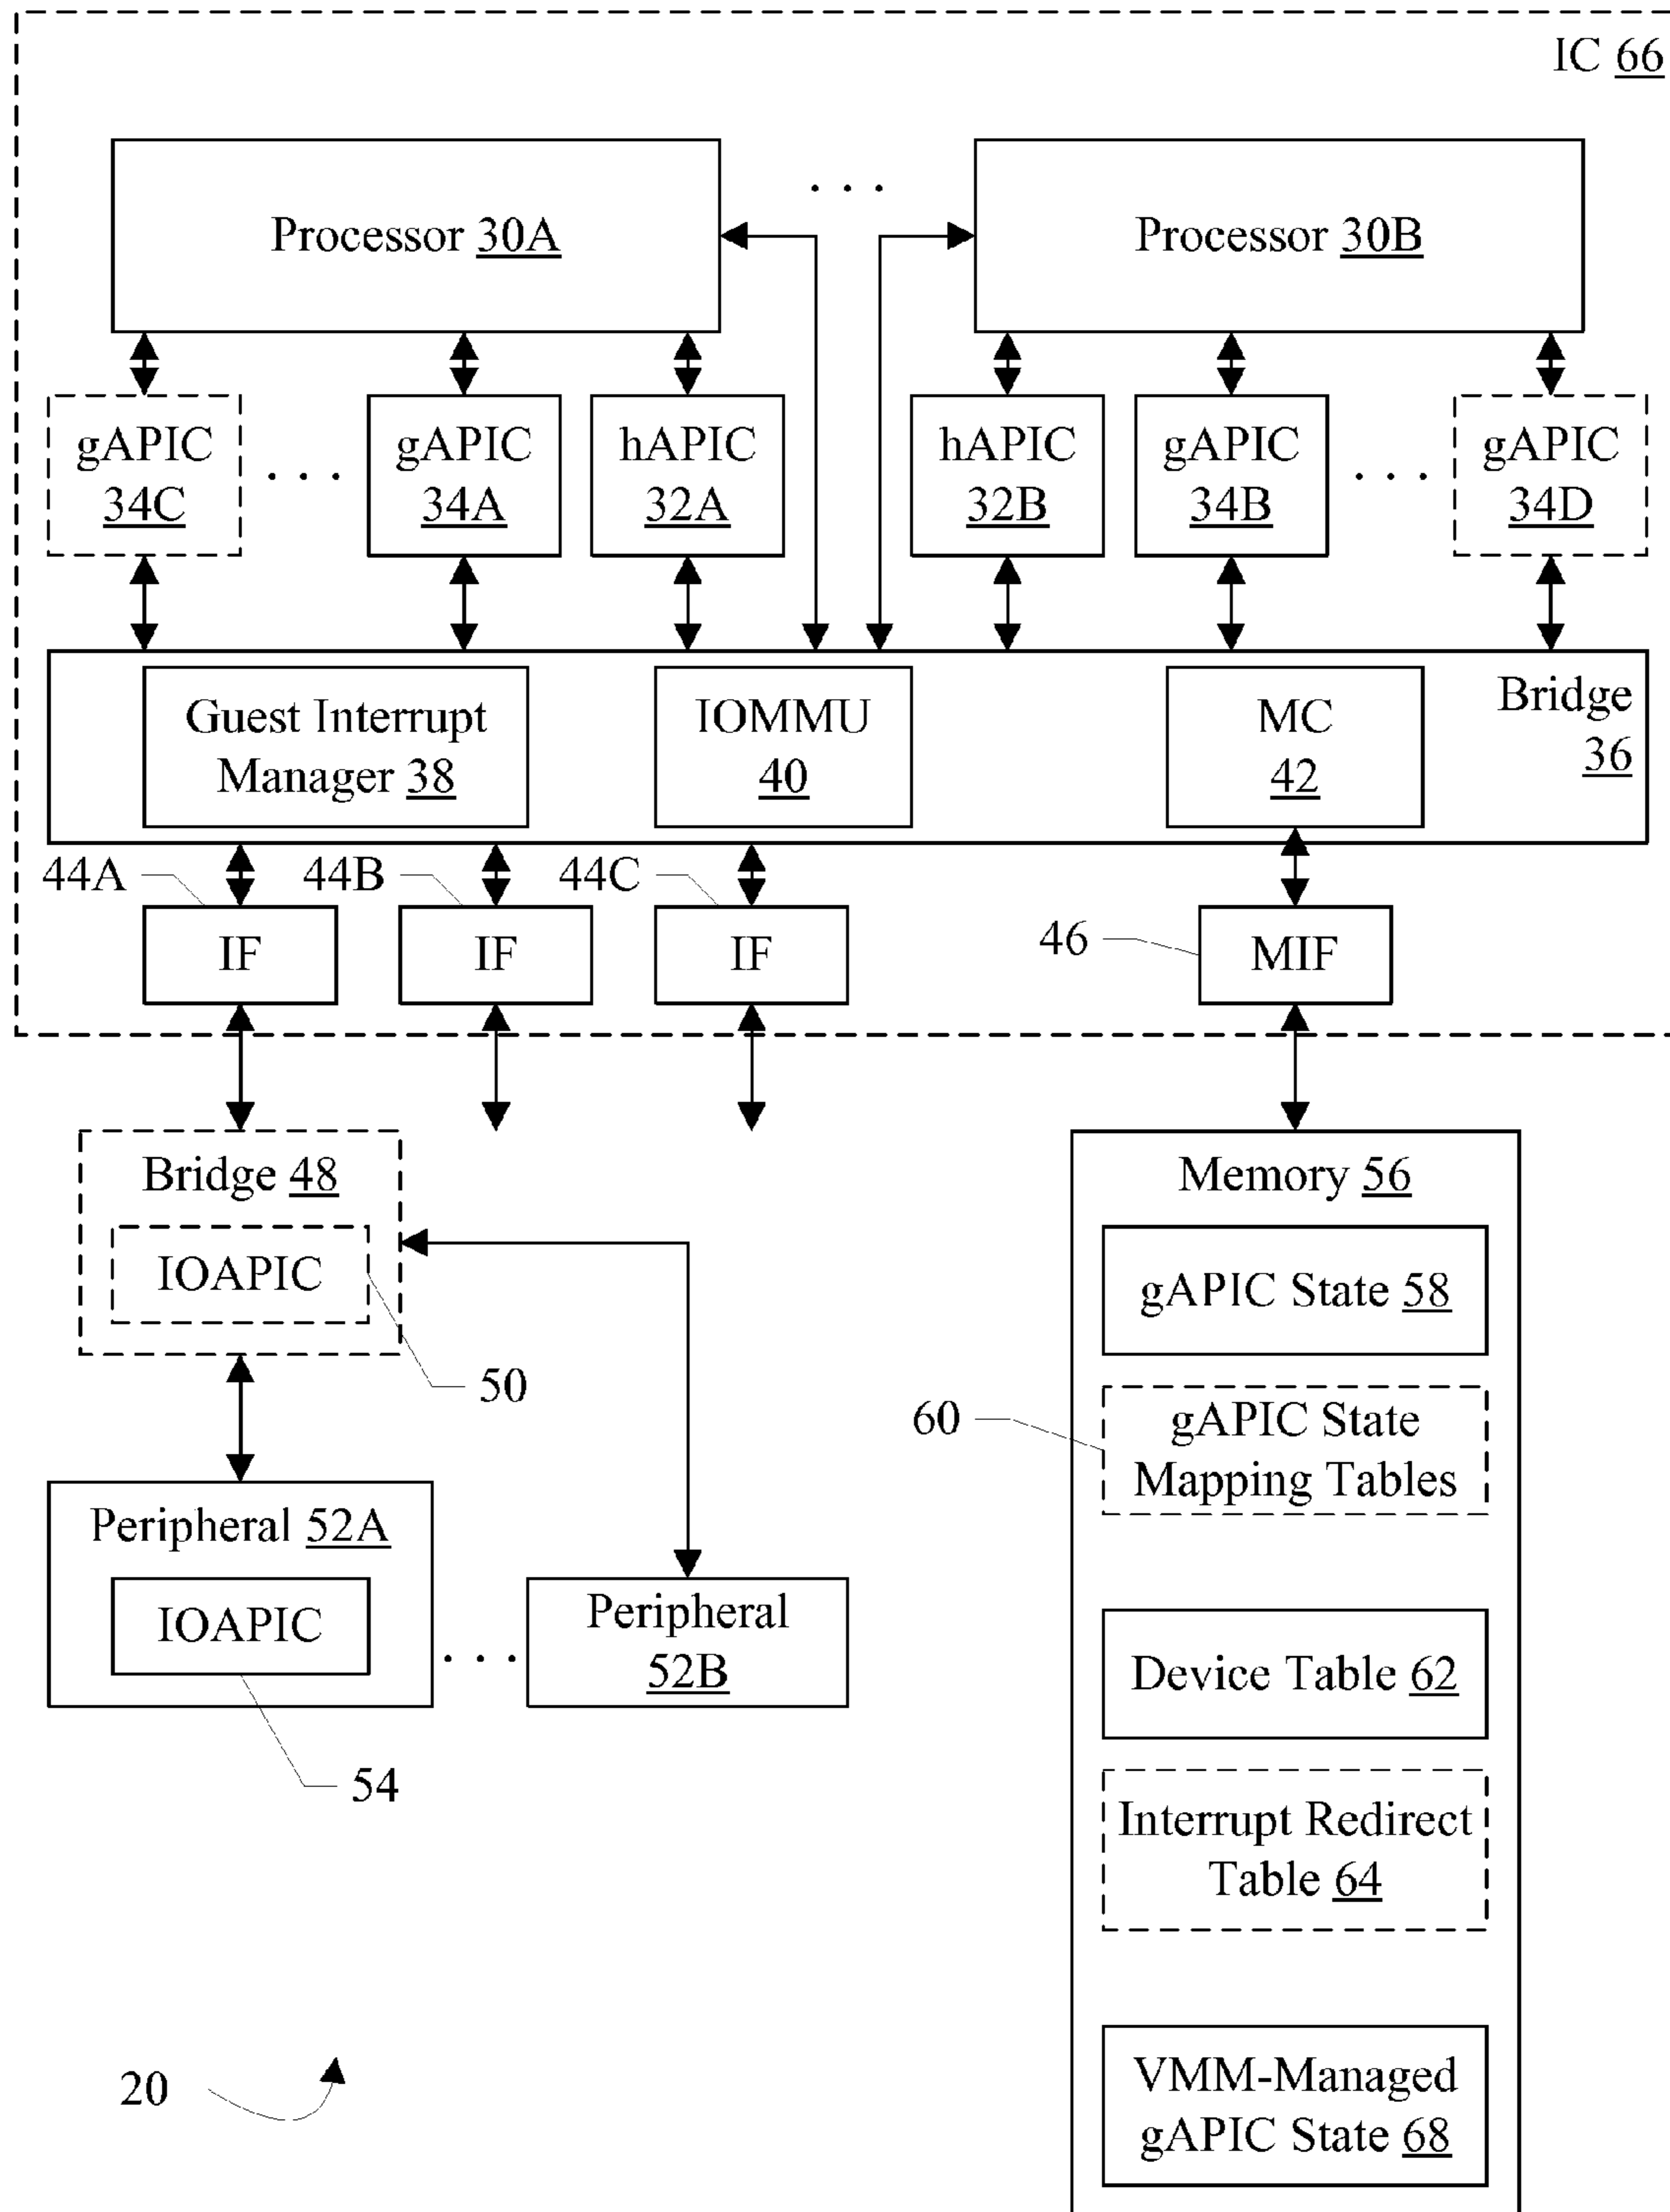 IC 66
Processor 30A
. . .
Processor 30B
gAPIC
34C
. . .
gAPIC
34A
hAPIC
32A
hAPIC
32B
gAPIC
34B
. . .
gAPIC
34D
Guest Interrupt
Manager 38
IOMMU
40
MC
42
Bridge
36
44A
44B
44C
IF
IF
IF
46
MIF
Bridge 48
IOAPIC
50
Peripheral 52A
IOAPIC
54
. . .
Peripheral
52B
Memory 56
gAPIC State 58
60
gAPIC State
Mapping Tables
Device Table 62
Interrupt Redirect
Table 64
VMM-Managed
gAPIC State 68
20